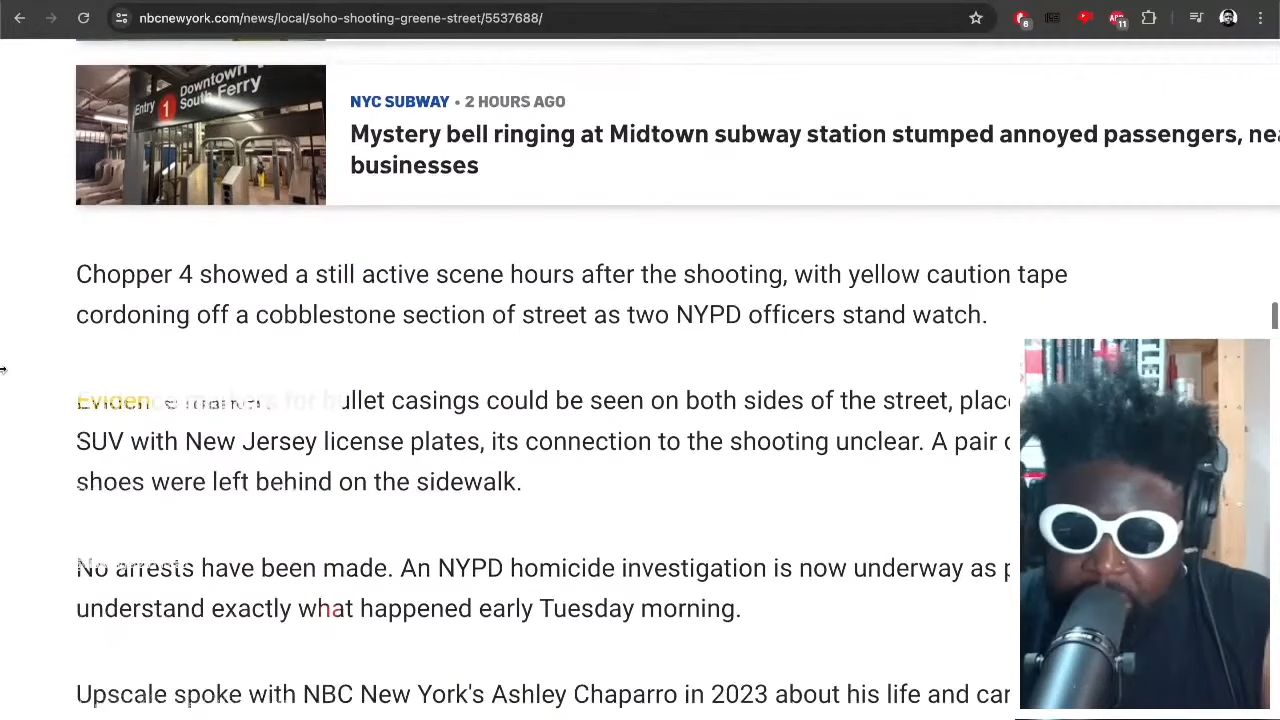 nbcnewyork.com/news/local/soho-shooting-greene-street/5537688/
6
11
Downtown
Entry 1 South Ferry
NYC SUBWAY • 2 HOURS AGO
Mystery bell ringing at Midtown subway station stumped annoyed passengers, nea
businesses
Chopper 4 showed a still active scene hours after the shooting, with yellow caution tape
cordoning off a cobblestone section of street as two NYPD officers stand watch.
for bullet casings could be seen on both sides of the street, plac
SUV with New Jersey license plates, its connection to the shooting unclear. A pair
shoes were left behind on the sidewalk.
No arrests have been made. An NYPD homicide investigation is now underway as p
understand exactly what happened early Tuesday morning.
Upscale spoke with NBC New York's Ashley Chaparro in 2023 about his life and car